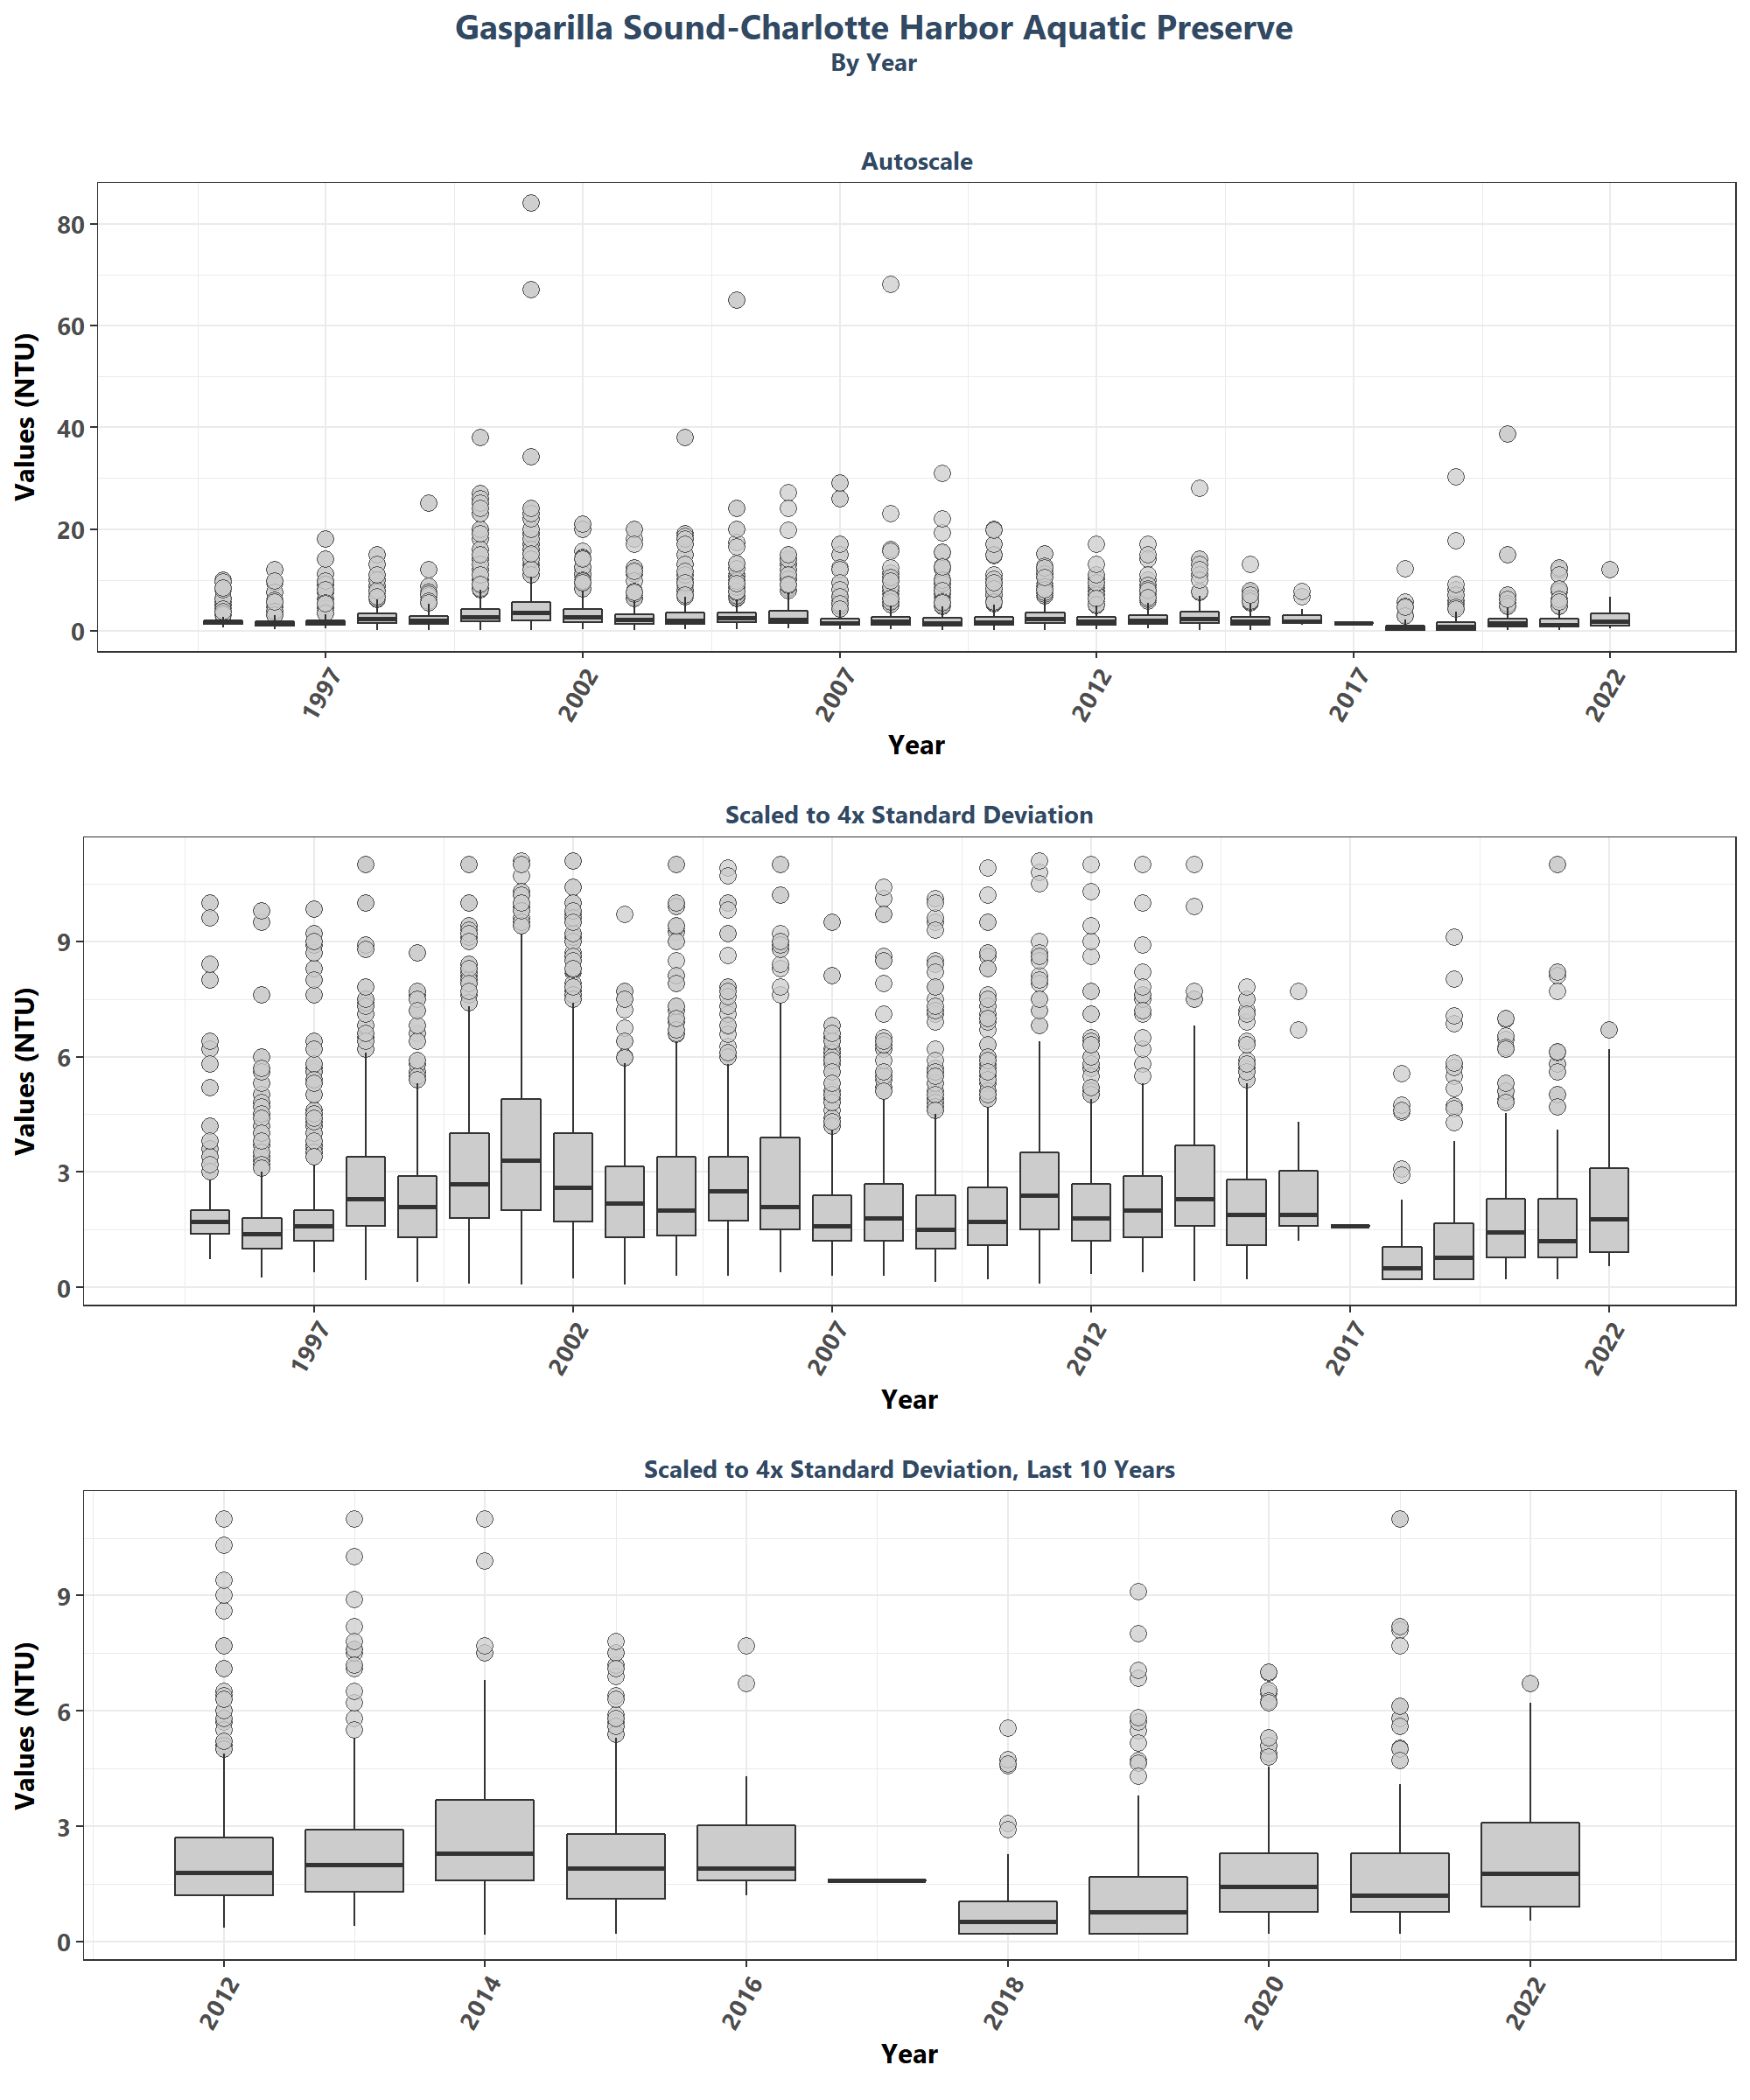 Gasparilla Sound-Charlotte Harbor Aquatic Preserve
By Year
Autoscale
Values (NTU)
80
60
40
20
0
1997
2002
2007
2012
2017
2022
Year
Scaled to 4x Standard Deviation
Values (NTU)
9
6
3
0
1997
2002
2007
2012
2017
2022
Year
Scaled to 4x Standard Deviation, Last 10 Years
Values (NTU)
9
6
3
0
2012
2014
2016
2018
2020
2022
Year